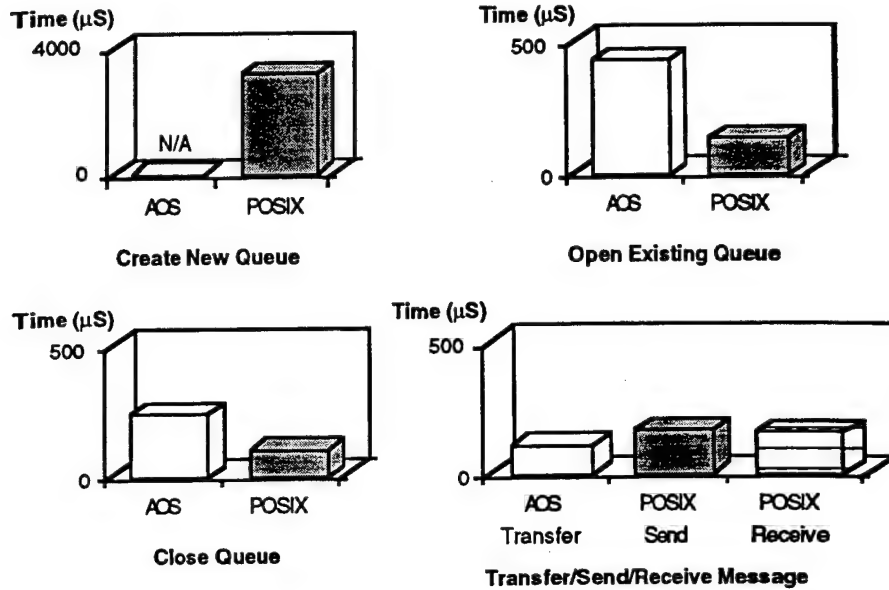 Time (μS)
4000
N/A
0
AOS POSIX
Create New Queue
Time (μS)
500
0
AOS POSIX
Open Existing Queue
Time (μS)
500
0
AOS POSIX
Close Queue
Time (μS)
500
0
AOS POSIX POSIX
Transfer Send Receive
Transfer/Send/Receive Message